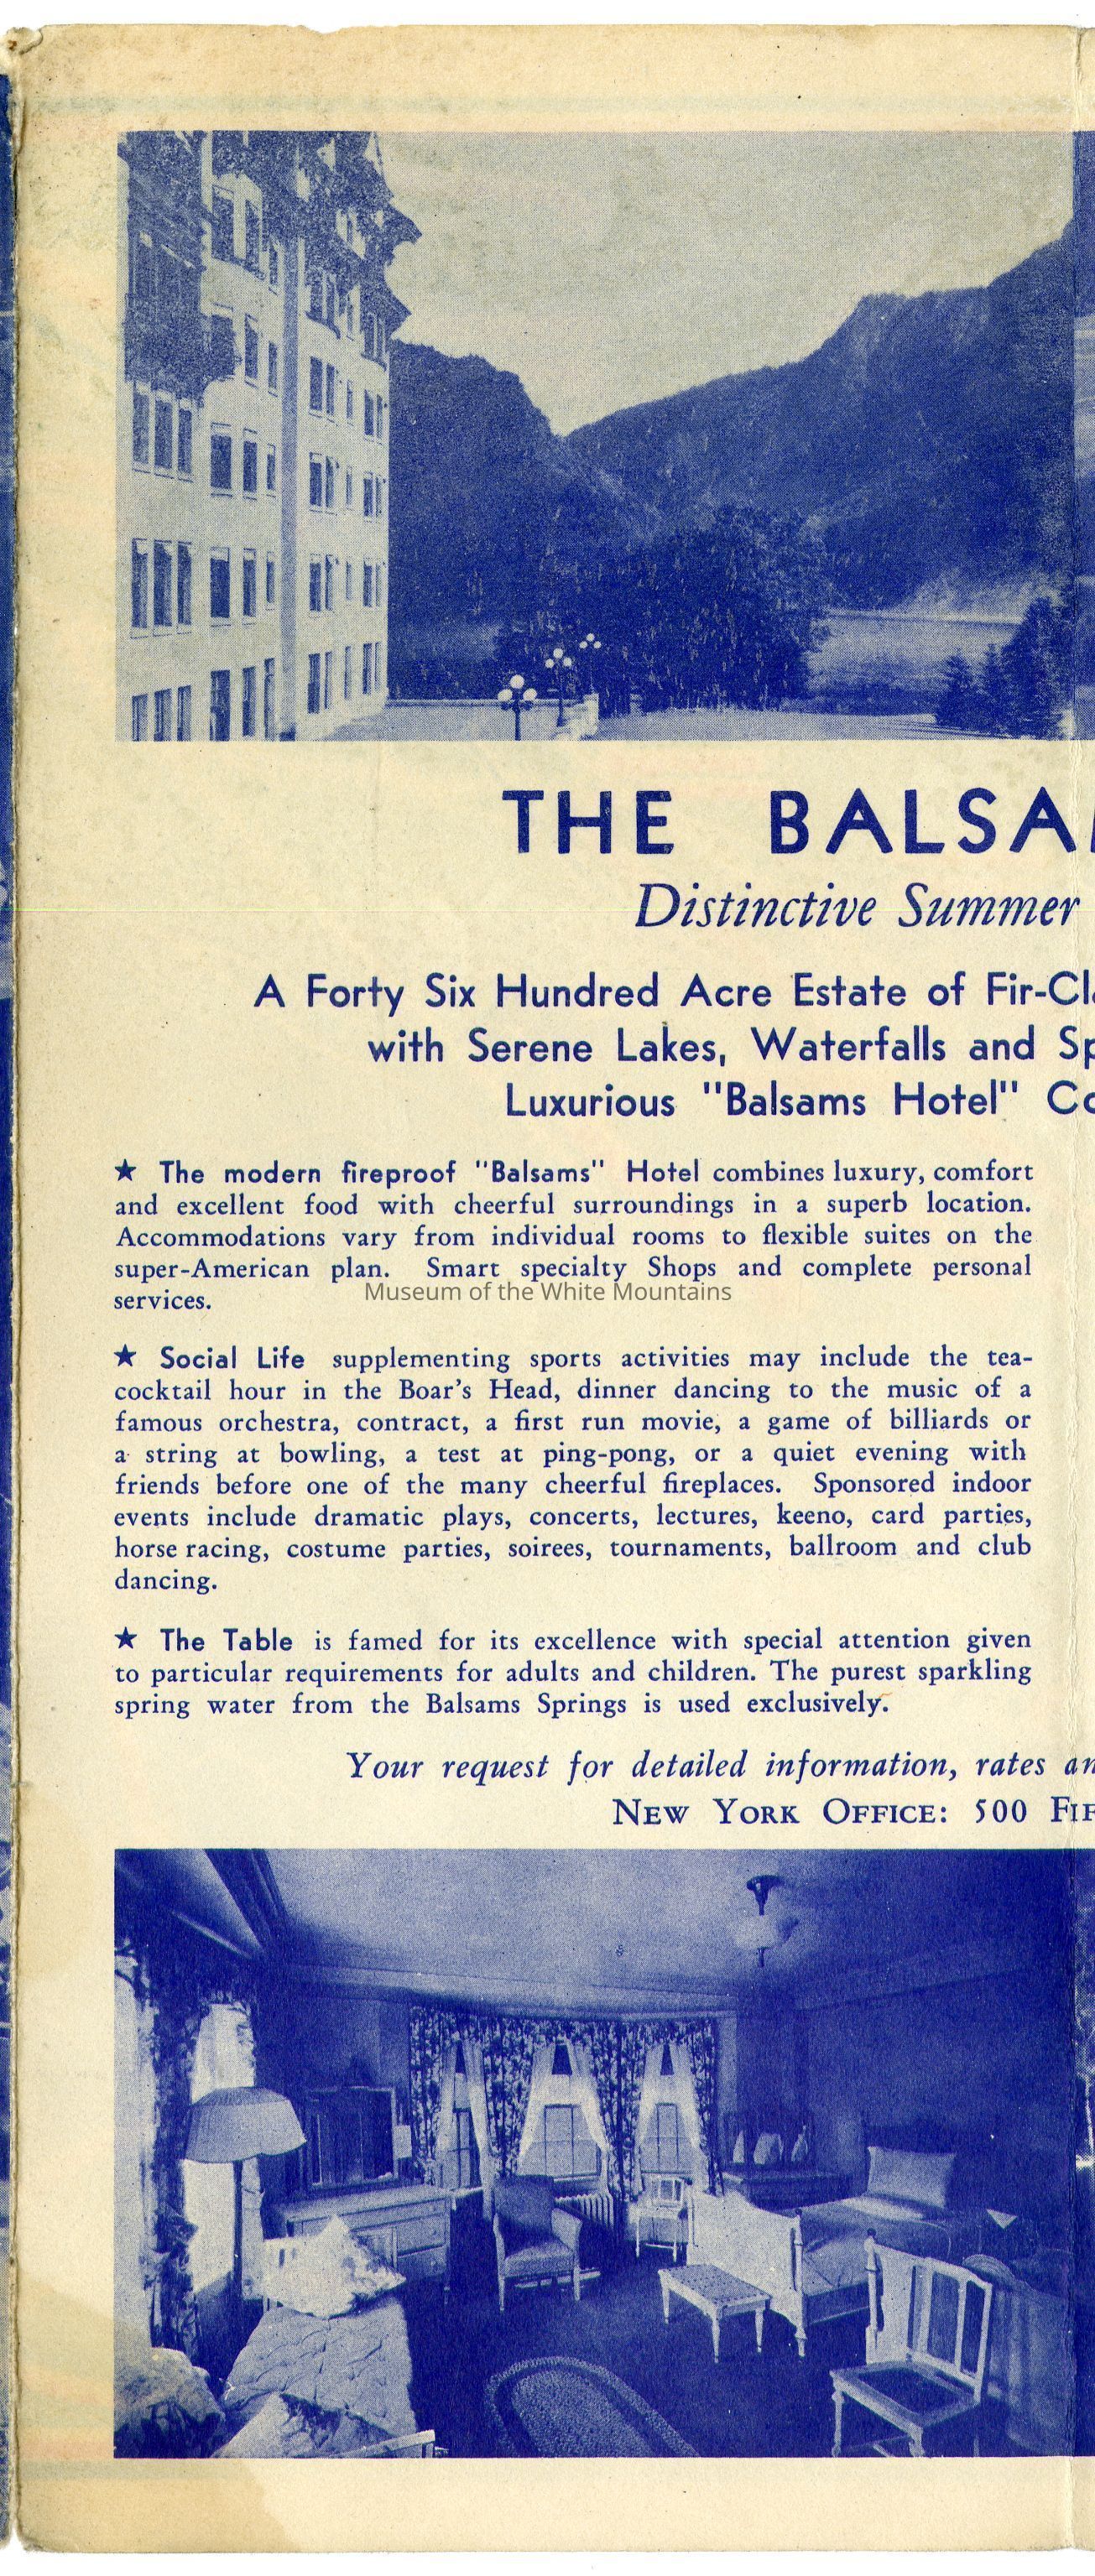 THE BALSA
Distinctive Summer
A Forty Six Hundred Acre Estate of Fir-Cl
with Serene Lakes, Waterfalls and Sp
Luxurious "Balsams Hotel" Co
★ The modern fireproof "Balsams" Hotel combines luxury, comfort
and excellent food with cheerful surroundings in a superb location.
Accommodations vary from individual rooms to flexible suites on the
super-American plan. Smart specialty Shops and complete personal
Museum of the White Mountains
services.
★ Social Life supplementing sports activities may include the tea-
cocktail hour in the Boar's Head, dinner dancing to the music of a
famous orchestra, contract, a first run movie, a game of billiards or
a string at bowling, a test at ping-pong, or a quiet evening with
friends before one of the many cheerful fireplaces. Sponsored indoor
events include dramatic plays, concerts, lectures, keeno, card parties,
horse racing, costume parties, soirees, tournaments, ballroom and club
dancing.
★ The Table is famed for its excellence with special attention given
to particular requirements for adults and children. The purest sparkling
spring water from the Balsams Springs is used exclusively.
Your request for detailed information, rates an
NEW YORK OFFICE: 500 FIF